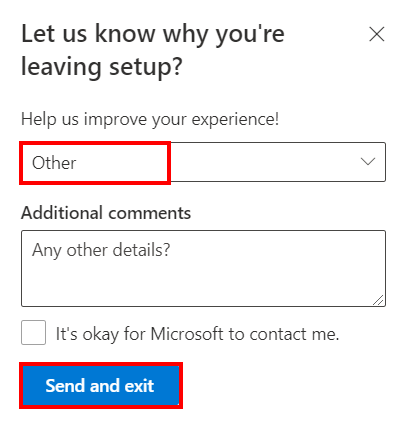 Let us know why you're
leaving setup?
Help us improve your experience!
Other
Additional comments
Any other details?
It's okay for Microsoft to contact me.
Send and exit